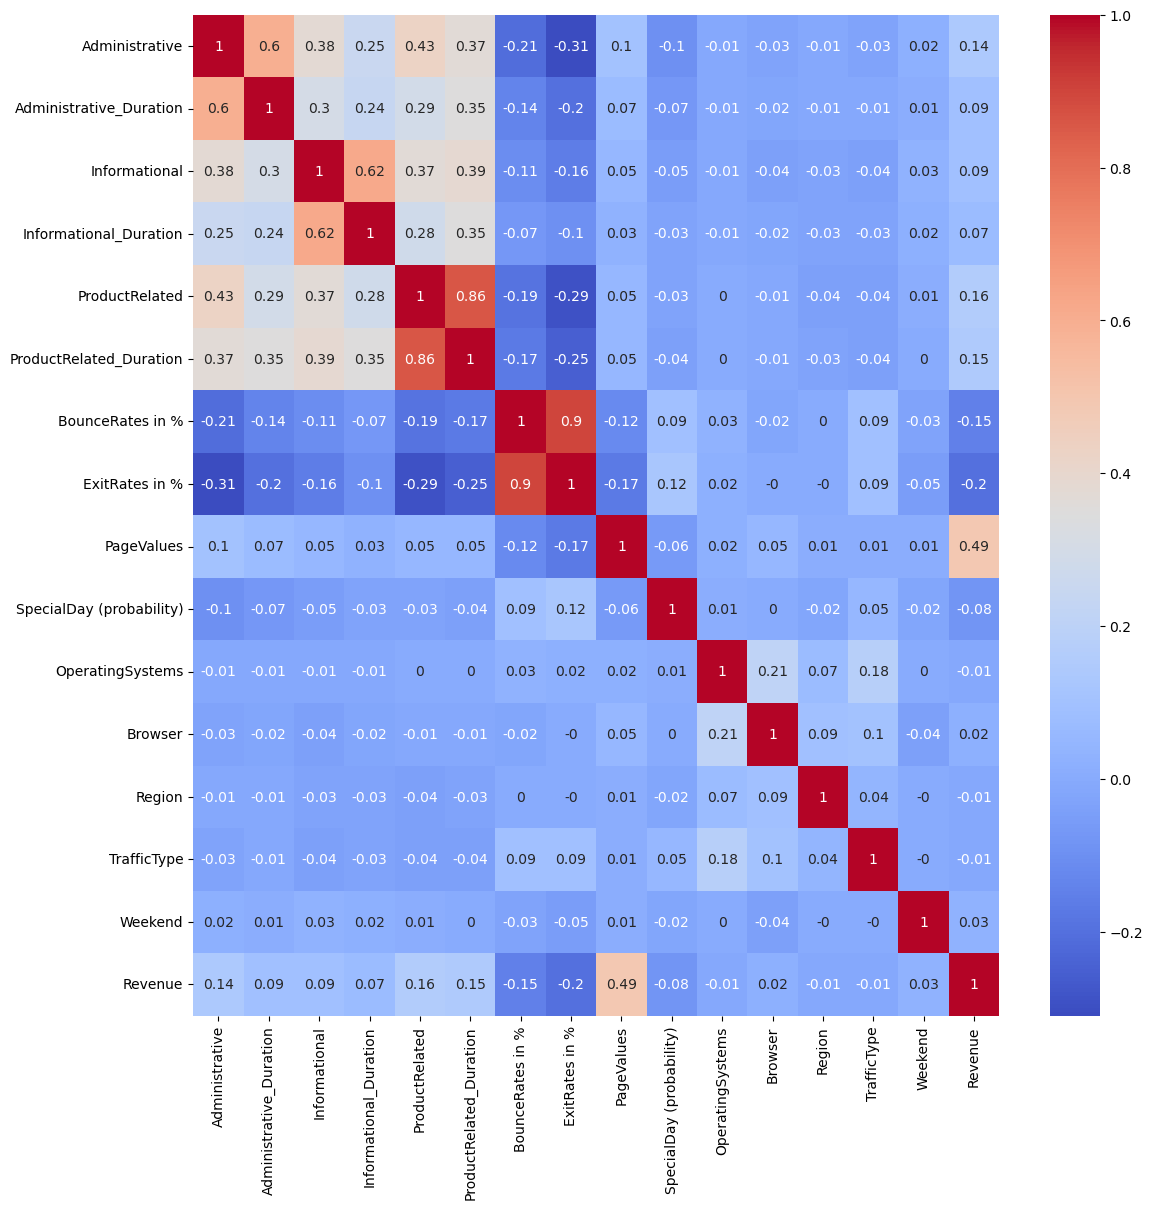 Administrative 1 0.6 0.38 0.25 0.43 0.37 -0.21 -0.31 0.1 -0.1 -0.01 -0.03 -0.01 -0.03 0.02 0.14
Administrative_Duration 0.6 1 0.3 0.24 0.29 0.35 -0.14 -0.2 0.07 -0.07 -0.01 -0.02 -0.01 -0.01 0.01 0.09
Informational 0.38 0.3 1 0.62 0.37 0.39 -0.11 -0.16 0.05 -0.05 -0.01 -0.04 -0.03 -0.04 0.03 0.09
Informational_Duration 0.25 0.24 0.62 1 0.28 0.35 -0.07 -0.1 0.03 -0.03 -0.01 -0.02 -0.03 -0.03 0.02 0.07
ProductRelated 0.43 0.29 0.37 0.28 1 0.86 -0.19 -0.29 0.05 -0.03 0 -0.01 -0.04 -0.04 0.01 0.16
ProductRelated_Duration 0.37 0.35 0.39 0.35 0.86 1 -0.17 -0.25 0.05 -0.04 0 -0.01 -0.03 -0.04 0 0.15
BounceRates in % -0.21 -0.14 -0.11 -0.07 -0.19 -0.17 1 0.9 -0.12 0.09 0.03 -0.02 0 0.09 -0.03 -0.15
ExitRates in % -0.31 -0.2 -0.16 -0.1 -0.29 -0.25 0.9 1 -0.17 0.12 0.02 -0 -0 0.09 -0.05 -0.2
PageValues 0.1 0.07 0.05 0.03 0.05 0.05 -0.12 -0.17 1 -0.06 0.02 0.05 0.01 0.01 0.01 0.49
SpecialDay (probability) -0.1 -0.07 -0.05 -0.03 -0.03 -0.04 0.09 0.12 -0.06 1 0.01 0 -0.02 0.05 -0.02 -0.08
OperatingSystems -0.01 -0.01 -0.01 -0.01 0 0 0.03 0.02 0.02 0.01 1 0.21 0.07 0.18 0 -0.01
Browser -0.03 -0.02 -0.04 -0.02 -0.01 -0.01 -0.02 -0 0.05 0 0.21 1 0.09 0.1 -0.04 0.02
Region -0.01 -0.01 -0.03 -0.03 -0.04 -0.03 0 -0 0.01 -0.02 0.07 0.09 1 0.04 -0 -0.01
TrafficType -0.03 -0.01 -0.04 -0.03 -0.04 -0.04 0.09 0.09 0.01 0.05 0.18 0.1 0.04 1 -0 -0.01
Weekend 0.02 0.01 0.03 0.02 0.01 0 -0.03 -0.05 0.01 -0.02 0 -0.04 -0 -0 1 0.03
Revenue 0.14 0.09 0.09 0.07 0.16 0.15 -0.15 -0.2 0.49 -0.08 -0.01 0.02 -0.01 -0.01 0.03 1
Administrative
Administrative_Duration
Informational
Informational_Duration
ProductRelated
ProductRelated_Duration
BounceRates in %
ExitRates in %
PageValues
SpecialDay (probability)
OperatingSystems
Browser
Region
TrafficType
Weekend
Revenue
1.0
0.8
0.6
0.4
0.2
0.0
−0.2